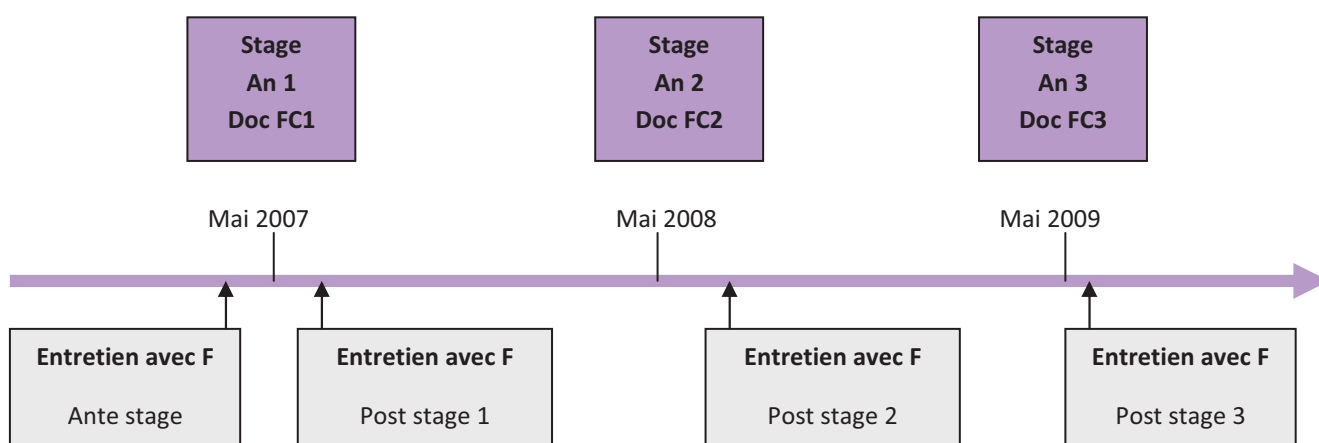 Stage
An 1
Doc FC1
Stage
An 2
Doc FC2
Stage
An 3
Doc FC3
Mai 2007
Mai 2008
Mai 2009
Entretien avec F
Ante stage
Entretien avec F
Post stage 1
Entretien avec F
Post stage 2
Entretien avec F
Post stage 3